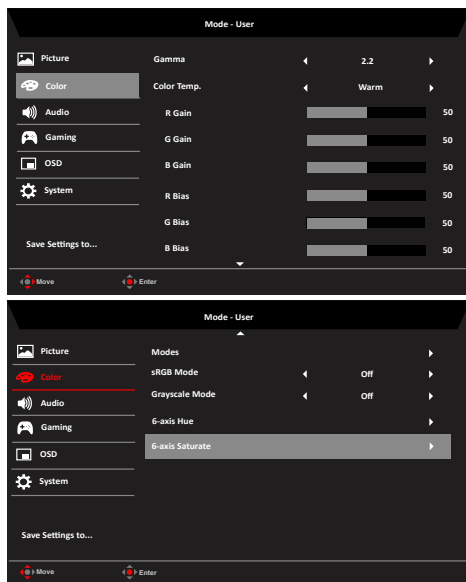 Mode - User
Picture
Gamma 2.2
Color
Color Temp. Warm
Audio
R Gain 50
Gaming
G Gain 50
OSD
B Gain 50
System
R Bias 50
G Bias 50
Save Settings to...
B Bias 50
Move Enter
Mode - User
Picture
Modes
Color
sRGB Mode Off
Audio
Grayscale Mode Off
Gaming
6-axis Hue
OSD
6-axis Saturate
System
Save Settings to...
Move Enter